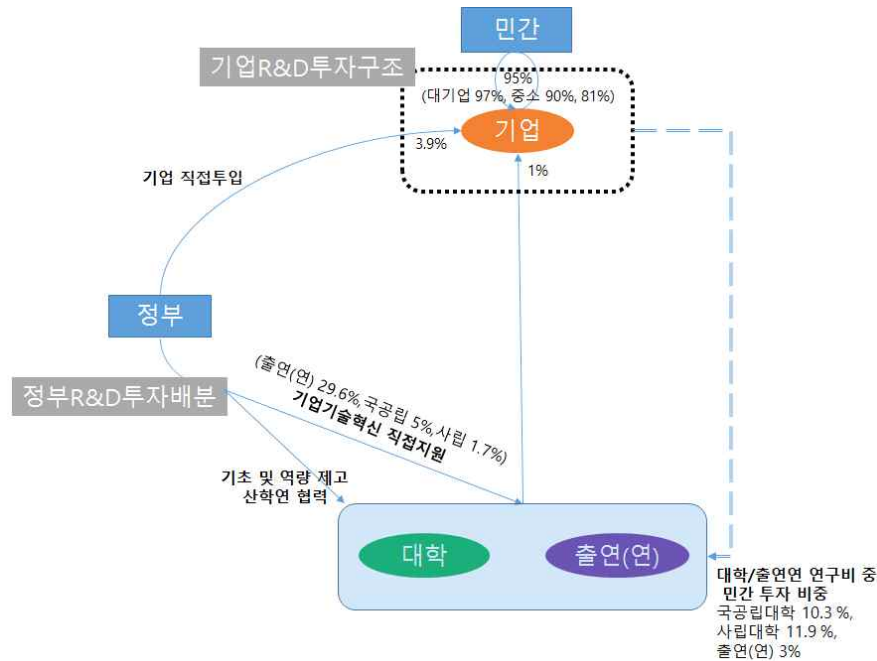 민간
기업R&D투자구조
95%
(대기업 97%, 중소 90%, 81%)
기업
3.9%
1%
기업 직접투입
정부
정부R&D투자배분
(출연(연) 29.6%,국공립 5%,사립 1.7%)
기업기술혁신 직접지원
기초 및 역량 제고
산학연 협력
대학
출연(연)
대학/출연연 연구비 중
민간 투자 비중
국공립대학 10.3 %,
사립대학 11.9 %,
출연(연) 3%